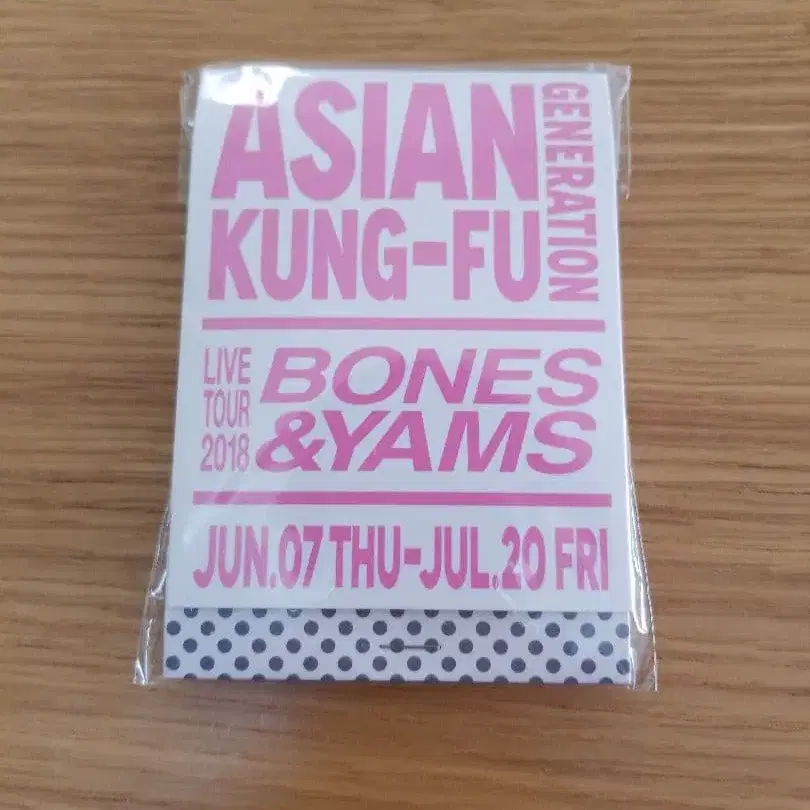 ASIAN
KUNG-FU
GENERATION
LIVE
TOUR
2018
BONES
&YAMS
JUN.07 THU-JUL.20 FRI